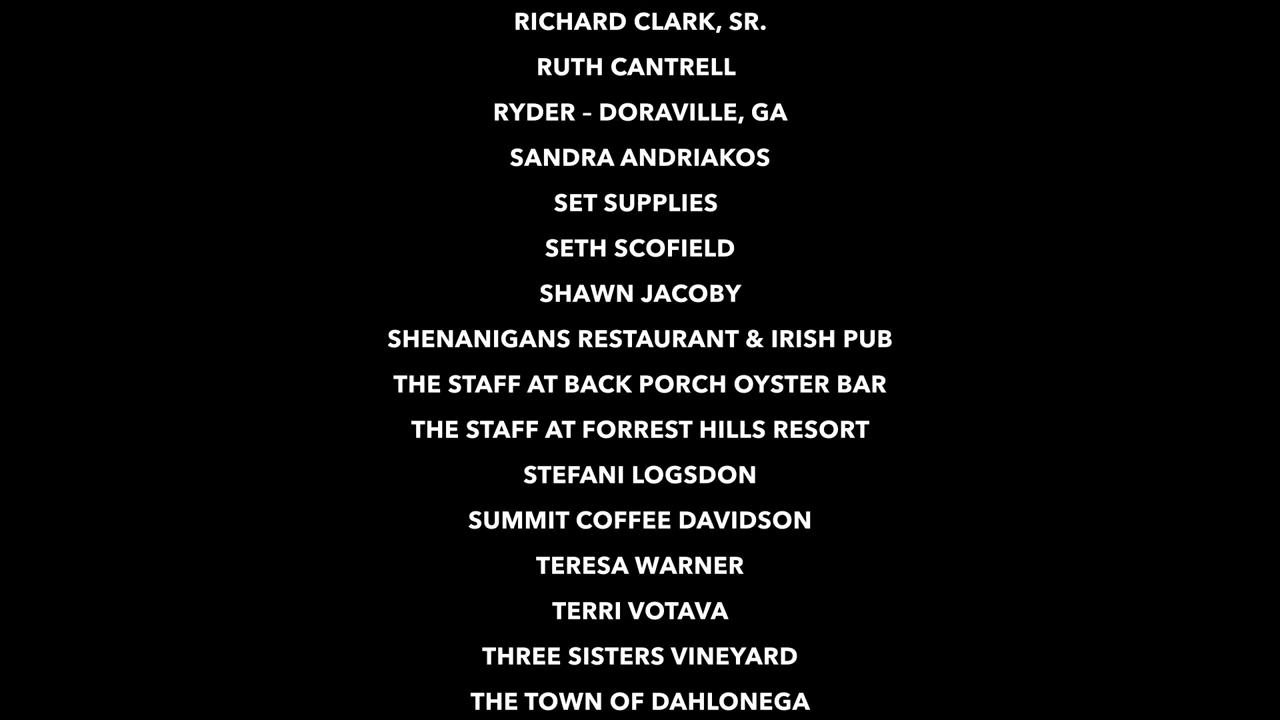 RICHARD CLARK, SR.
RUTH CANTRELL
RYDER – DORAVILLE, GA
SANDRA ANDRIAKOS
SET SUPPLIES
SETH SCOFIELD
SHAWN JACOBY
SHENANIGANS RESTAURANT & IRISH PUB
THE STAFF AT BACK PORCH OYSTER BAR
THE STAFF AT FORREST HILLS RESORT
STEFANI LOGSDON
SUMMIT COFFEE DAVIDSON
TERESA WARNER
TERRI VOTAVA
THREE SISTERS VINEYARD
THE TOWN OF DAHLONEGA